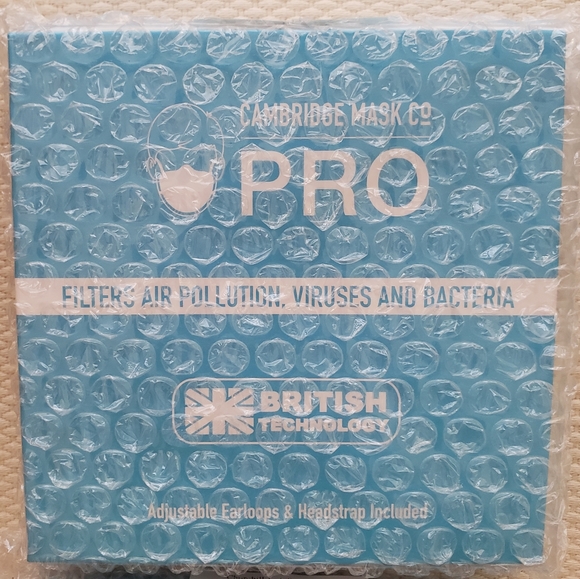 CAMBRIDGE MASK CO
PRO
FILTERS AIR POLLUTION, VIRUSES AND BACTERIA
BRITISH
TECHNOLOGY
Adjustable Earloops & Headstrap Included